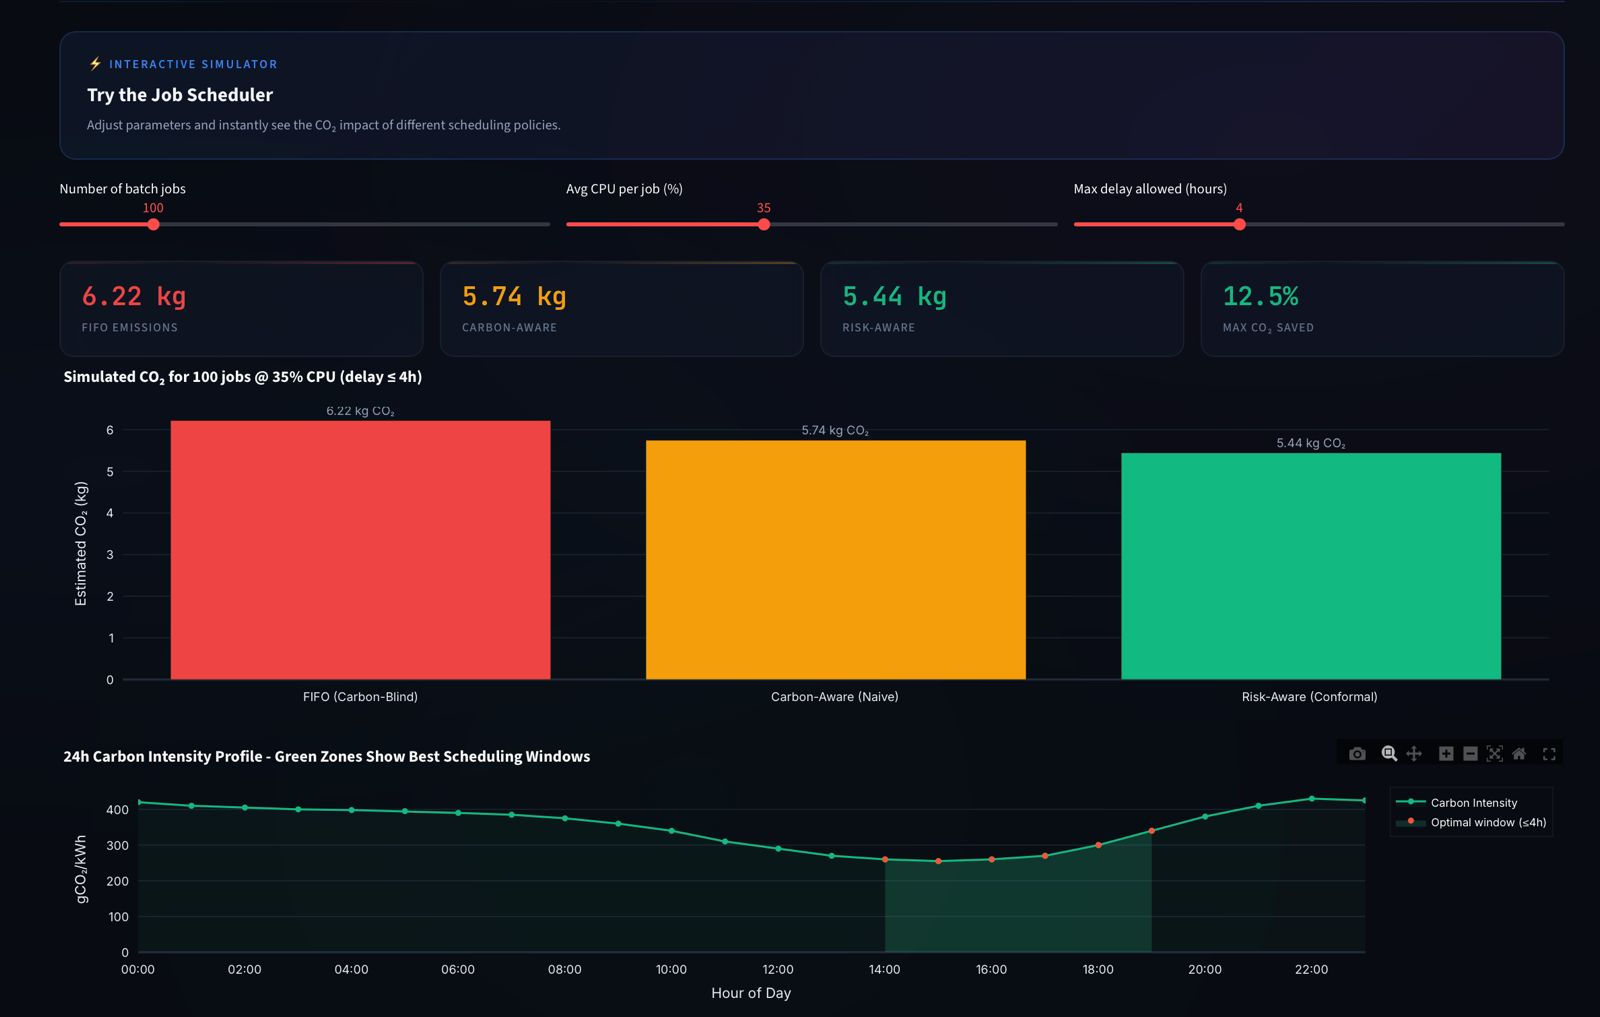 ⚡ INTERACTIVE SIMULATOR
Try the Job Scheduler
Adjust parameters and instantly see the CO₂ impact of different scheduling policies.
Number of batch jobs
100
Avg CPU per job (%)
35
Max delay allowed (hours)
4
6.22 kg
FIFO EMISSIONS
5.74 kg
CARBON-AWARE
5.44 kg
RISK-AWARE
12.5%
MAX CO₂ SAVED
Simulated CO₂ for 100 jobs @ 35% CPU (delay ≤ 4h)
6.22 kg CO₂
5.74 kg CO₂
5.44 kg CO₂
Estimated CO₂ (kg)
6
5
4
3
2
1
0
FIFO (Carbon-Blind)
Carbon-Aware (Naive)
Risk-Aware (Conformal)
24h Carbon Intensity Profile - Green Zones Show Best Scheduling Windows
Carbon Intensity
Optimal window (≤4h)
gCO₂/kWh
400
300
200
100
0
00:00
02:00
04:00
06:00
08:00
10:00
12:00
14:00
16:00
18:00
20:00
22:00
Hour of Day